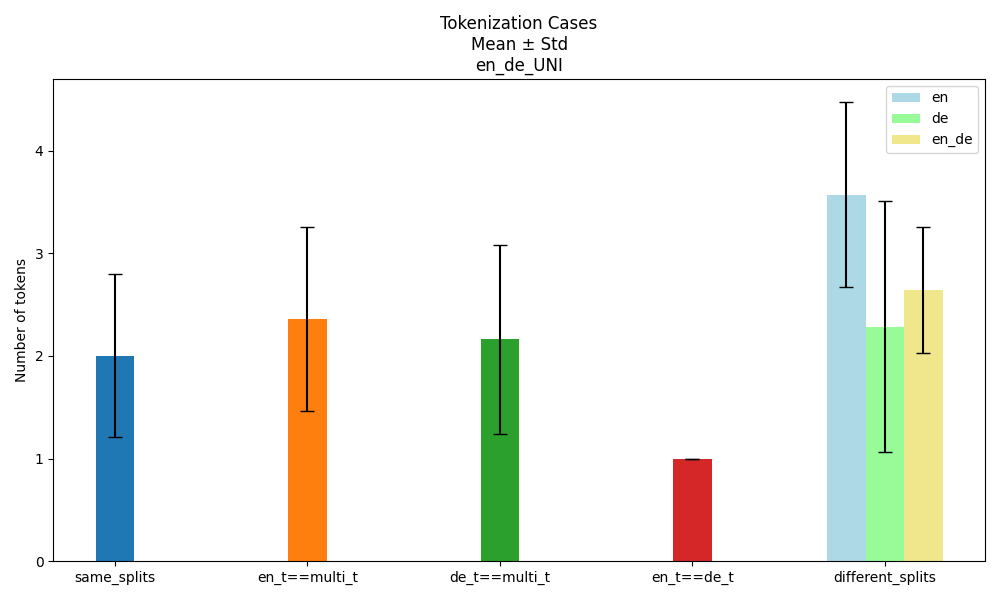 Tokenization Cases
Mean ± Std
en_de_UNI
en
de
en_de
Number of tokens
4
3
2
1
0
same_splits
en_t==multi_t
de_t==multi_t
en_t==de_t
different_splits